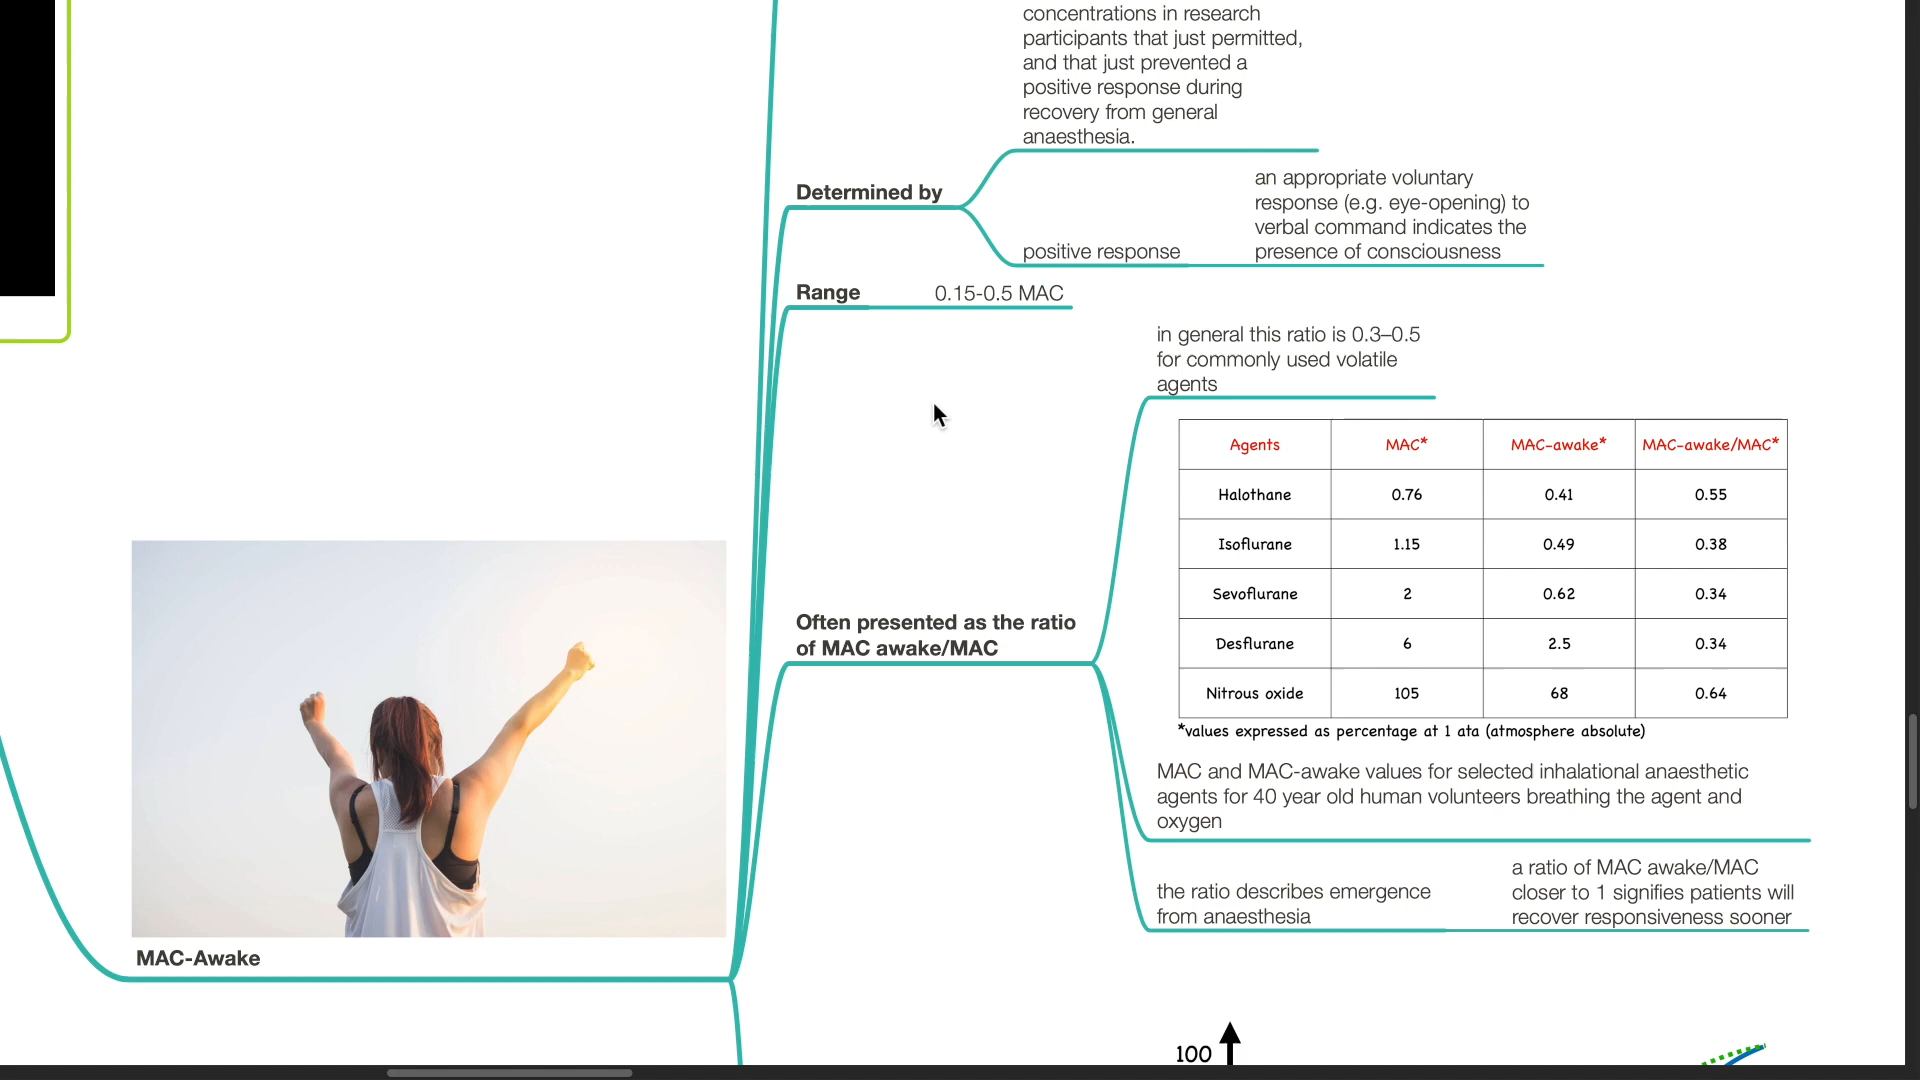 concentrations in research
participants that just permitted,
and that just prevented a
positive response during
recovery from general
anaesthesia.
Determined by
an appropriate voluntary
response (e.g. eye-opening) to
verbal command indicates the
presence of consciousness
positive response
Range 0.15-0.5 MAC
in general this ratio is 0.3–0.5
for commonly used volatile
agents
Agents MAC* MAC-awake* MAC-awake/MAC*
Halothane 0.76 0.41 0.55
Isoflurane 1.15 0.49 0.38
Sevoflurane 2 0.62 0.34
Desflurane 6 2.5 0.34
Nitrous oxide 105 68 0.64
*values expressed as percentage at 1 ata (atmosphere absolute)
Often presented as the ratio
of MAC awake/MAC
MAC and MAC-awake values for selected inhalational anaesthetic
agents for 40 year old human volunteers breathing the agent and
oxygen
the ratio describes emergence
from anaesthesia
a ratio of MAC awake/MAC
closer to 1 signifies patients will
recover responsiveness sooner
MAC-Awake
100